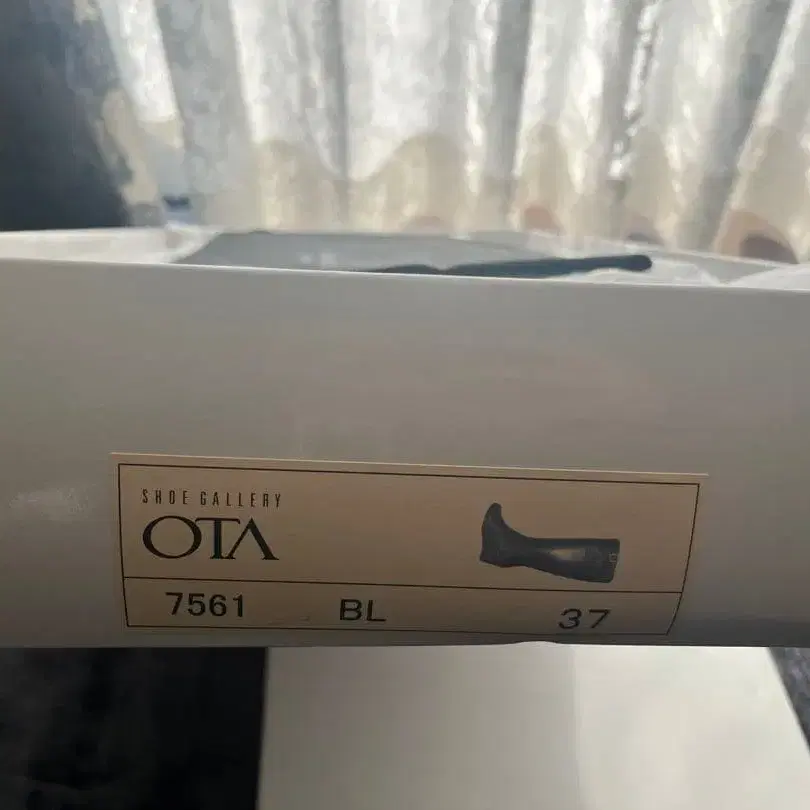 SHOE GALLERY
OTA
7561 BL 37